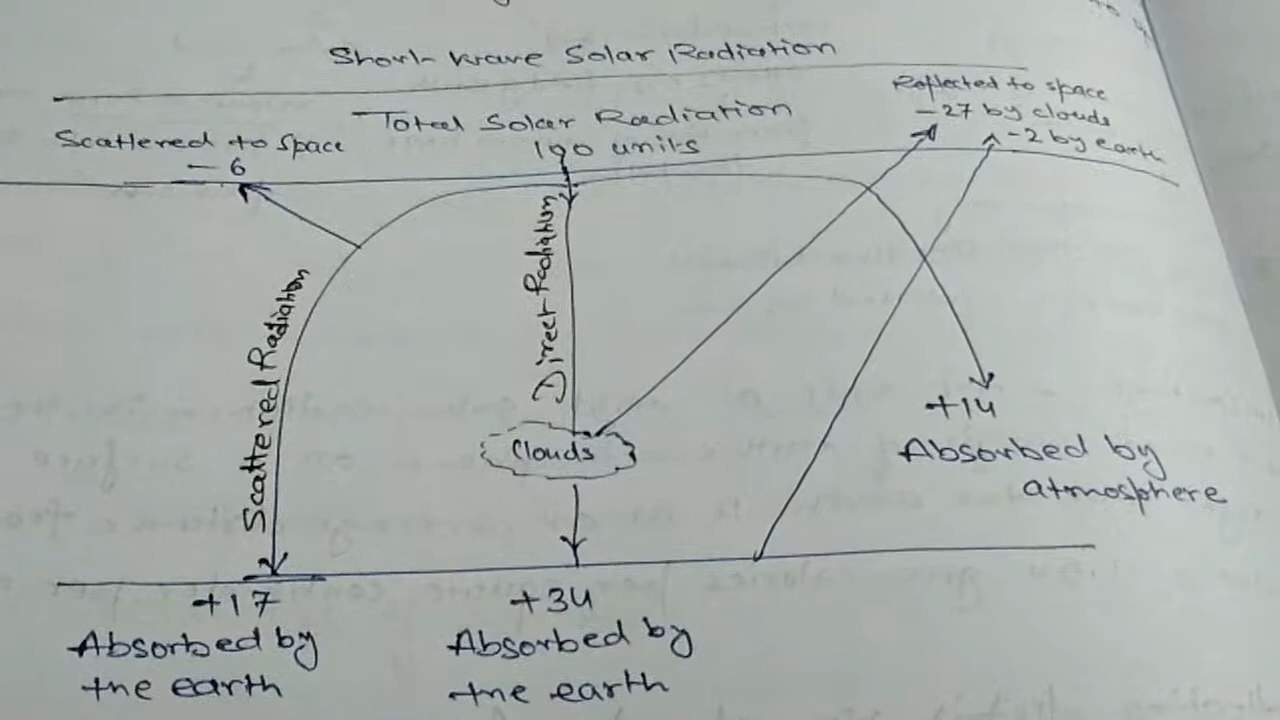 Short wave Solar Radiation
Total Solar Radiation
100 units
Scattered to Space
- 6
Reflected to space
- 27 by clouds
- 2 by earth
Scattered Radiation
Direct Radiation
Clouds
+14
Absorbed by
atmosphere
+17
Absorbed by
the earth
+34
Absorbed by
the earth